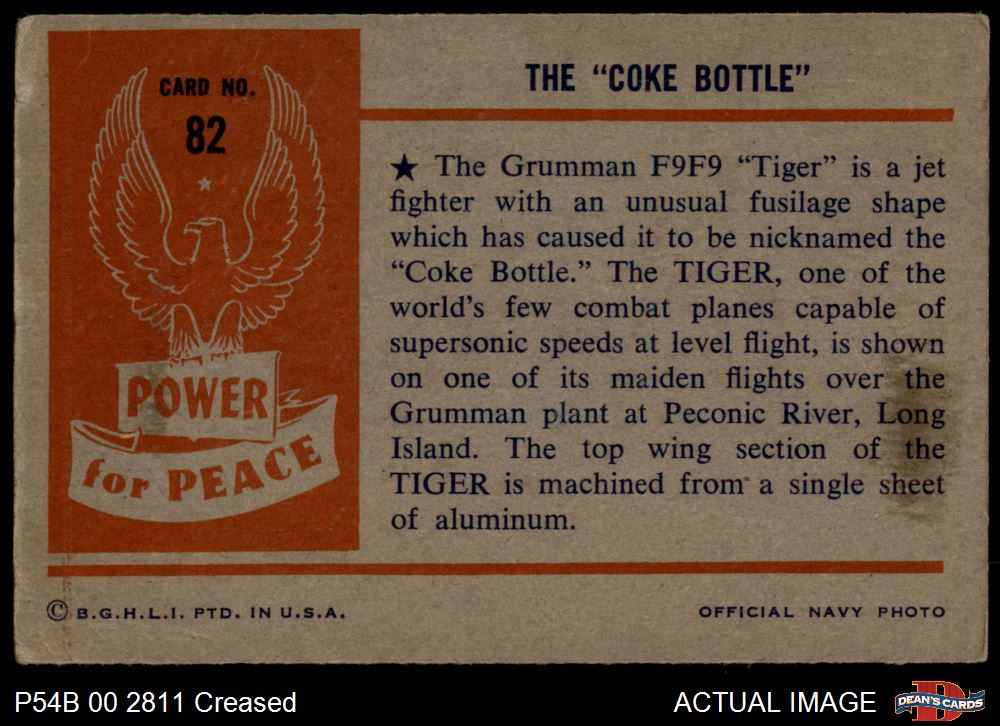 CARD NO.
82
POWER
for PEACE
THE “COKE BOTTLE”
★ The Grumman F9F9 “Tiger” is a jet
fighter with an unusual fusilage shape
which has caused it to be nicknamed the
“Coke Bottle.” The TIGER, one of the
world’s few combat planes capable of
supersonic speeds at level flight, is shown
on one of its maiden flights over the
Grumman plant at Peconic River, Long
Island. The top wing section of the
TIGER is machined from a single sheet
of aluminum.
© B.G.H.L.I. PTD. IN U.S.A.
OFFICIAL NAVY PHOTO
P54B 00 2811 Creased
ACTUAL IMAGE
D
DEAN'S CARDS